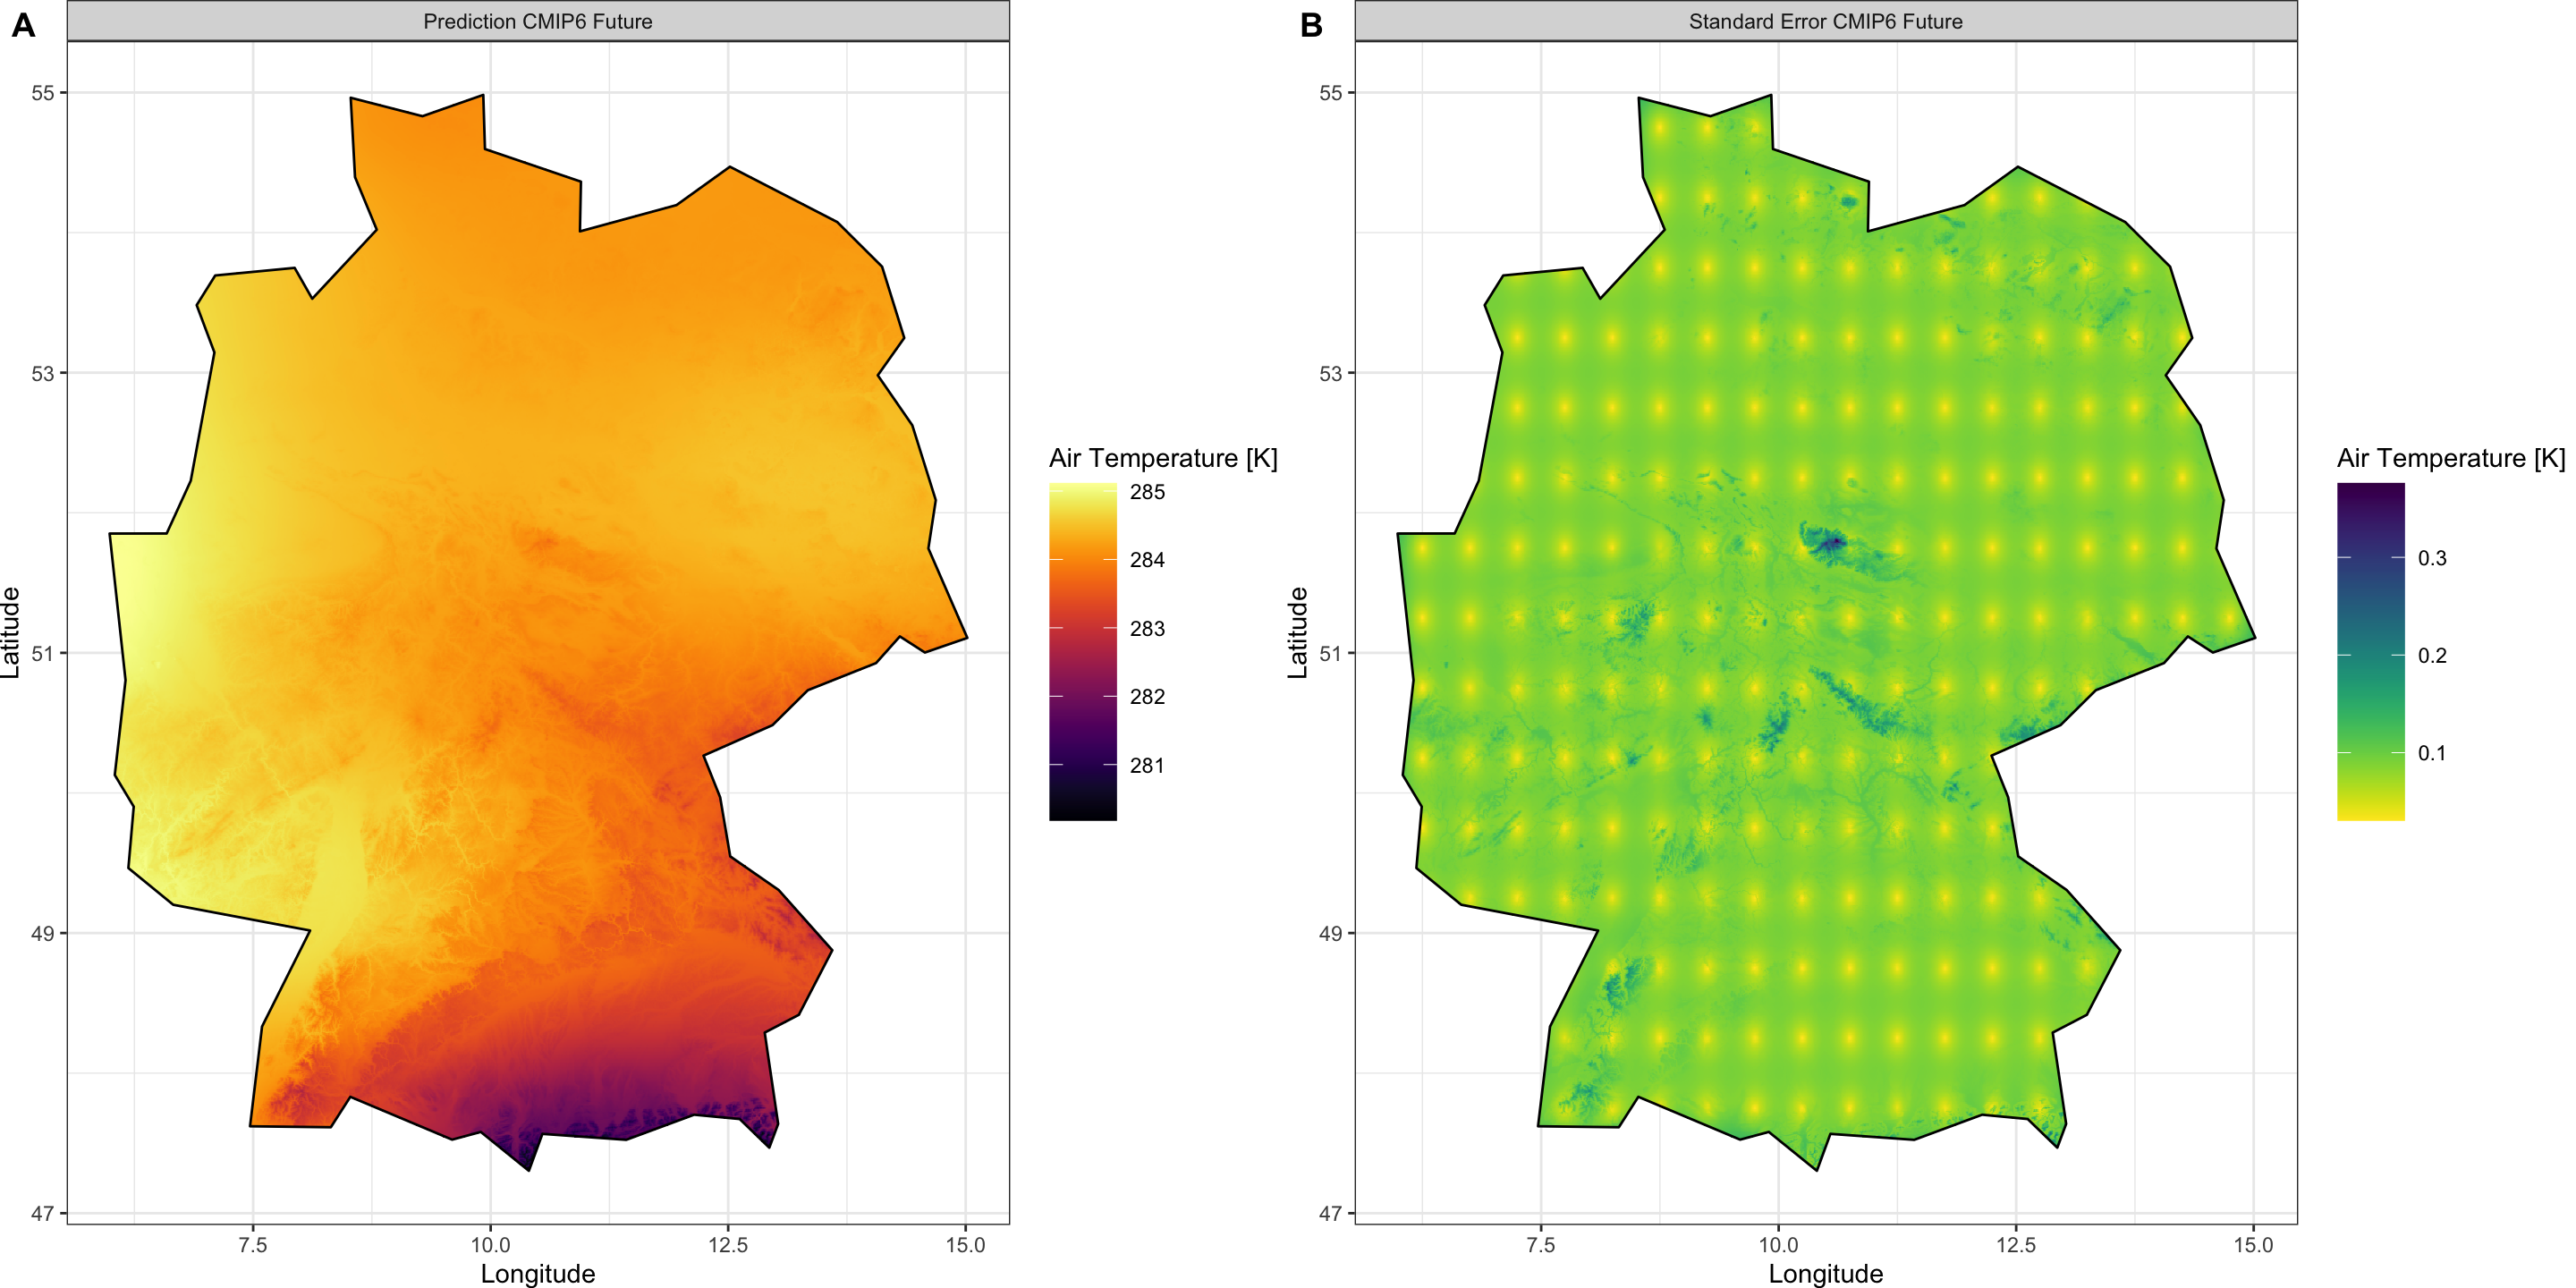 A
Prediction CMIP6 Future
55
53
51
49
47
Latitude
7.5
10.0
12.5
15.0
Longitude
Air Temperature [K]
285
284
283
282
281
B
Standard Error CMIP6 Future
55
53
51
49
47
Latitude
7.5
10.0
12.5
15.0
Longitude
Air Temperature [K]
0.3
0.2
0.1